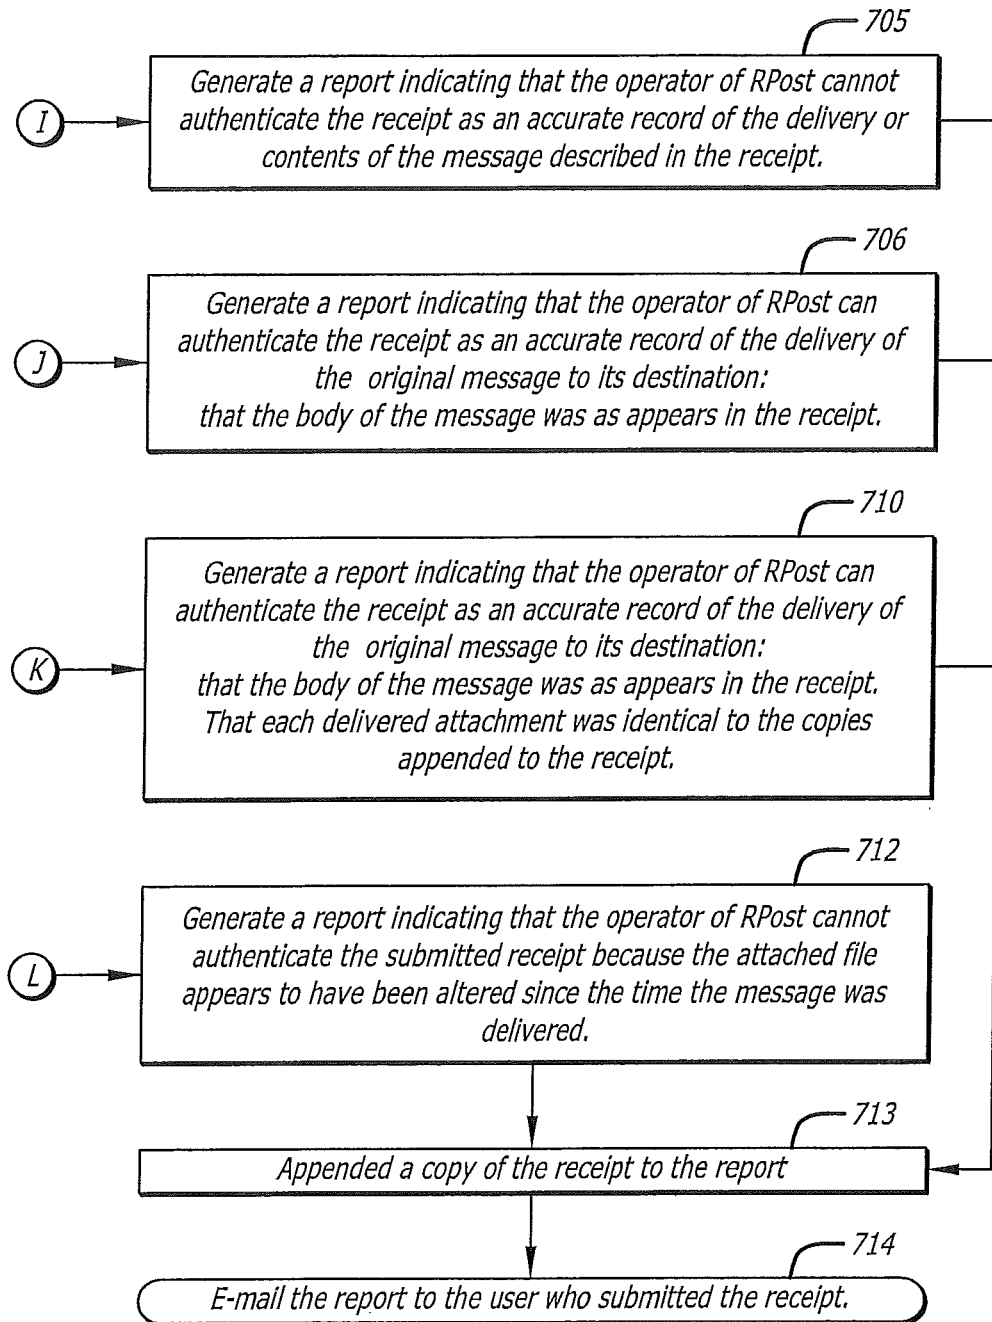 705
Generate a report indicating that the operator of RPost cannot
authenticate the receipt as an accurate record of the delivery or
contents of the message described in the receipt.
I
706
Generate a report indicating that the operator of RPost can
authenticate the receipt as an accurate record of the delivery of
the original message to its destination:
that the body of the message was as appears in the receipt.
J
710
Generate a report indicating that the operator of RPost can
authenticate the receipt as an accurate record of the delivery of
the original message to its destination:
that the body of the message was as appears in the receipt.
That each delivered attachment was identical to the copies
appended to the receipt.
K
712
Generate a report indicating that the operator of RPost cannot
authenticate the submitted receipt because the attached file
appears to have been altered since the time the message was
delivered.
L
713
Appended a copy of the receipt to the report
714
E-mail the report to the user who submitted the receipt.